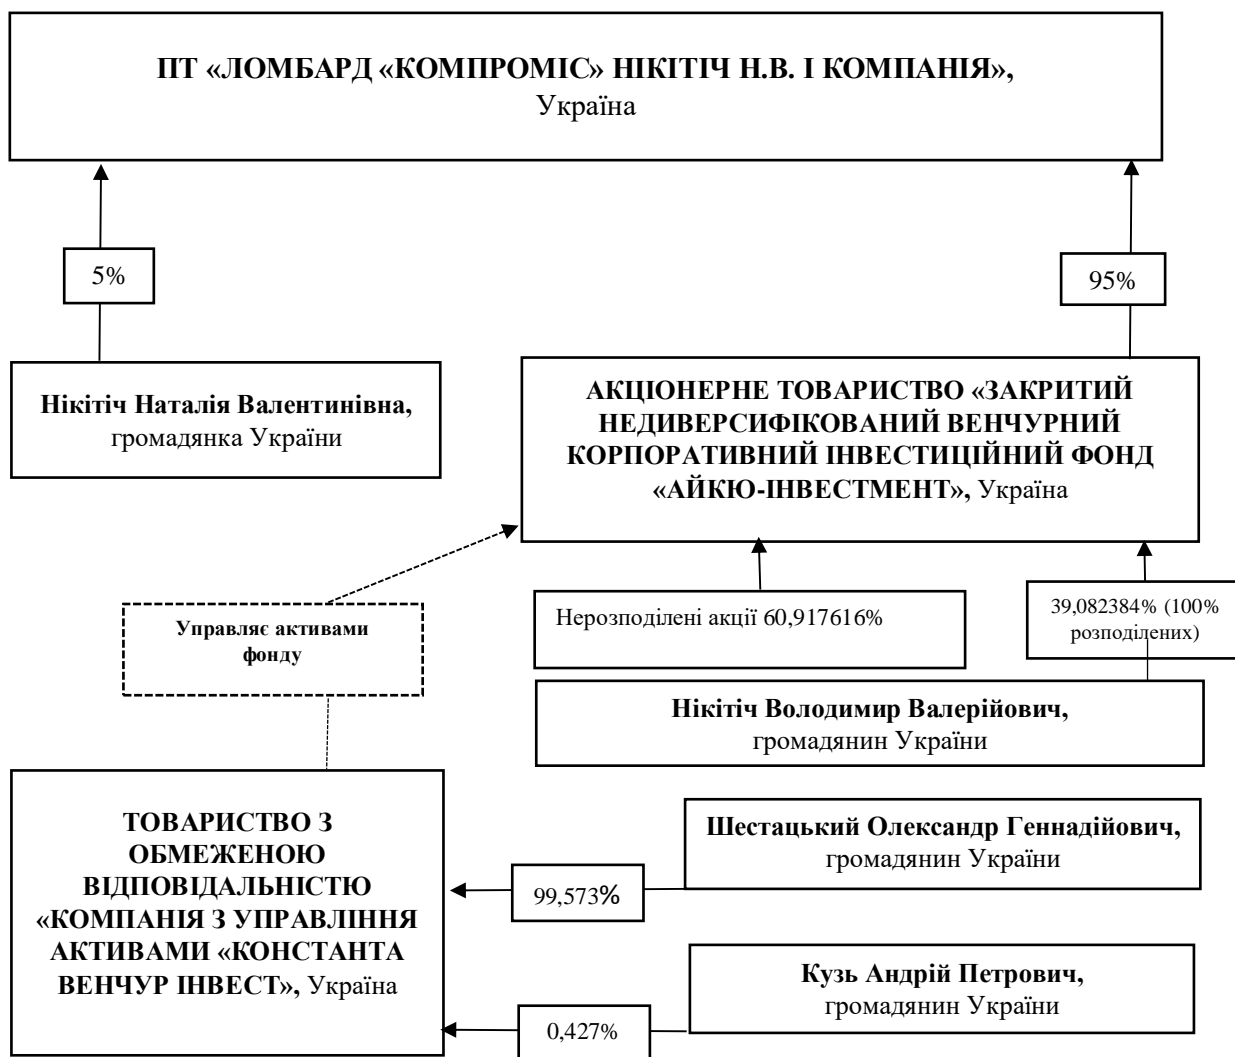 ПТ «ЛОМБАРД «КОМПРОМІС» НІКІТІЧ Н.В. І КОМПАНІЯ»,
Україна
5%
95%
Нікітіч Наталія Валентинівна,
громадянка України
АКЦІОНЕРНЕ ТОВАРИСТВО «ЗАКРИТИЙ
НЕДИВЕРСИФІКОВАНИЙ ВЕНЧУРНИЙ
КОРПОРАТИВНИЙ ІНВЕСТИЦІЙНИЙ ФОНД
«АЙКЮ-ІНВЕСТМЕНТ», Україна
Управляє активами
фонду
Нерозподілені акції 60,917616%
39,082384% (100%
розподілених)
Нікітіч Володимир Валерійович,
громадянин України
ТОВАРИСТВО З
ОБМЕЖЕНОЮ
ВІДПОВІДАЛЬНІСТЮ
«КОМПАНІЯ З УПРАВЛІННЯ
АКТИВАМИ «КОНСТАНТА
ВЕНЧУР ІНВЕСТ», Україна
Шестацький Олександр Геннадійович,
громадянин України
99,573%
Кузь Андрій Петрович,
громадянин України
0,427%